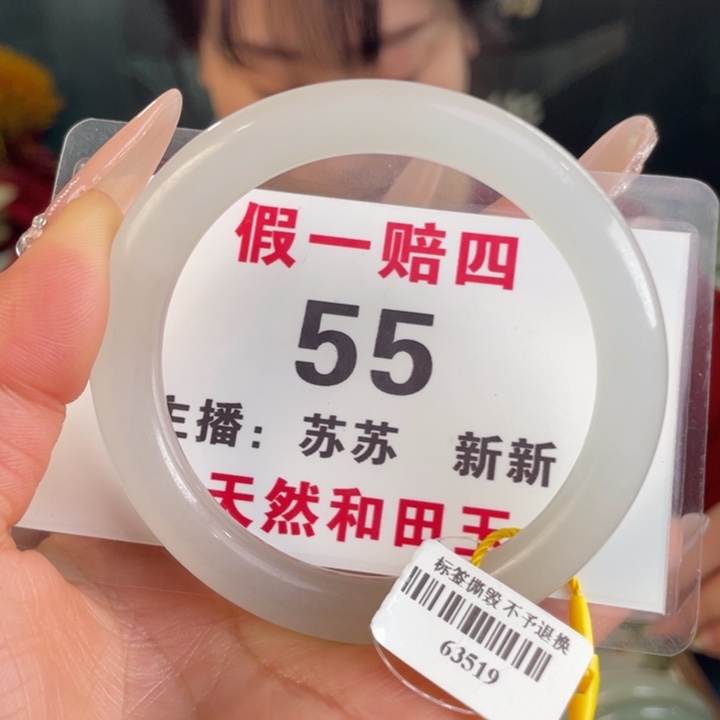 假一赔四
55
主播：苏苏 新新
天然和田玉
标签撕毁 不予退换
63519